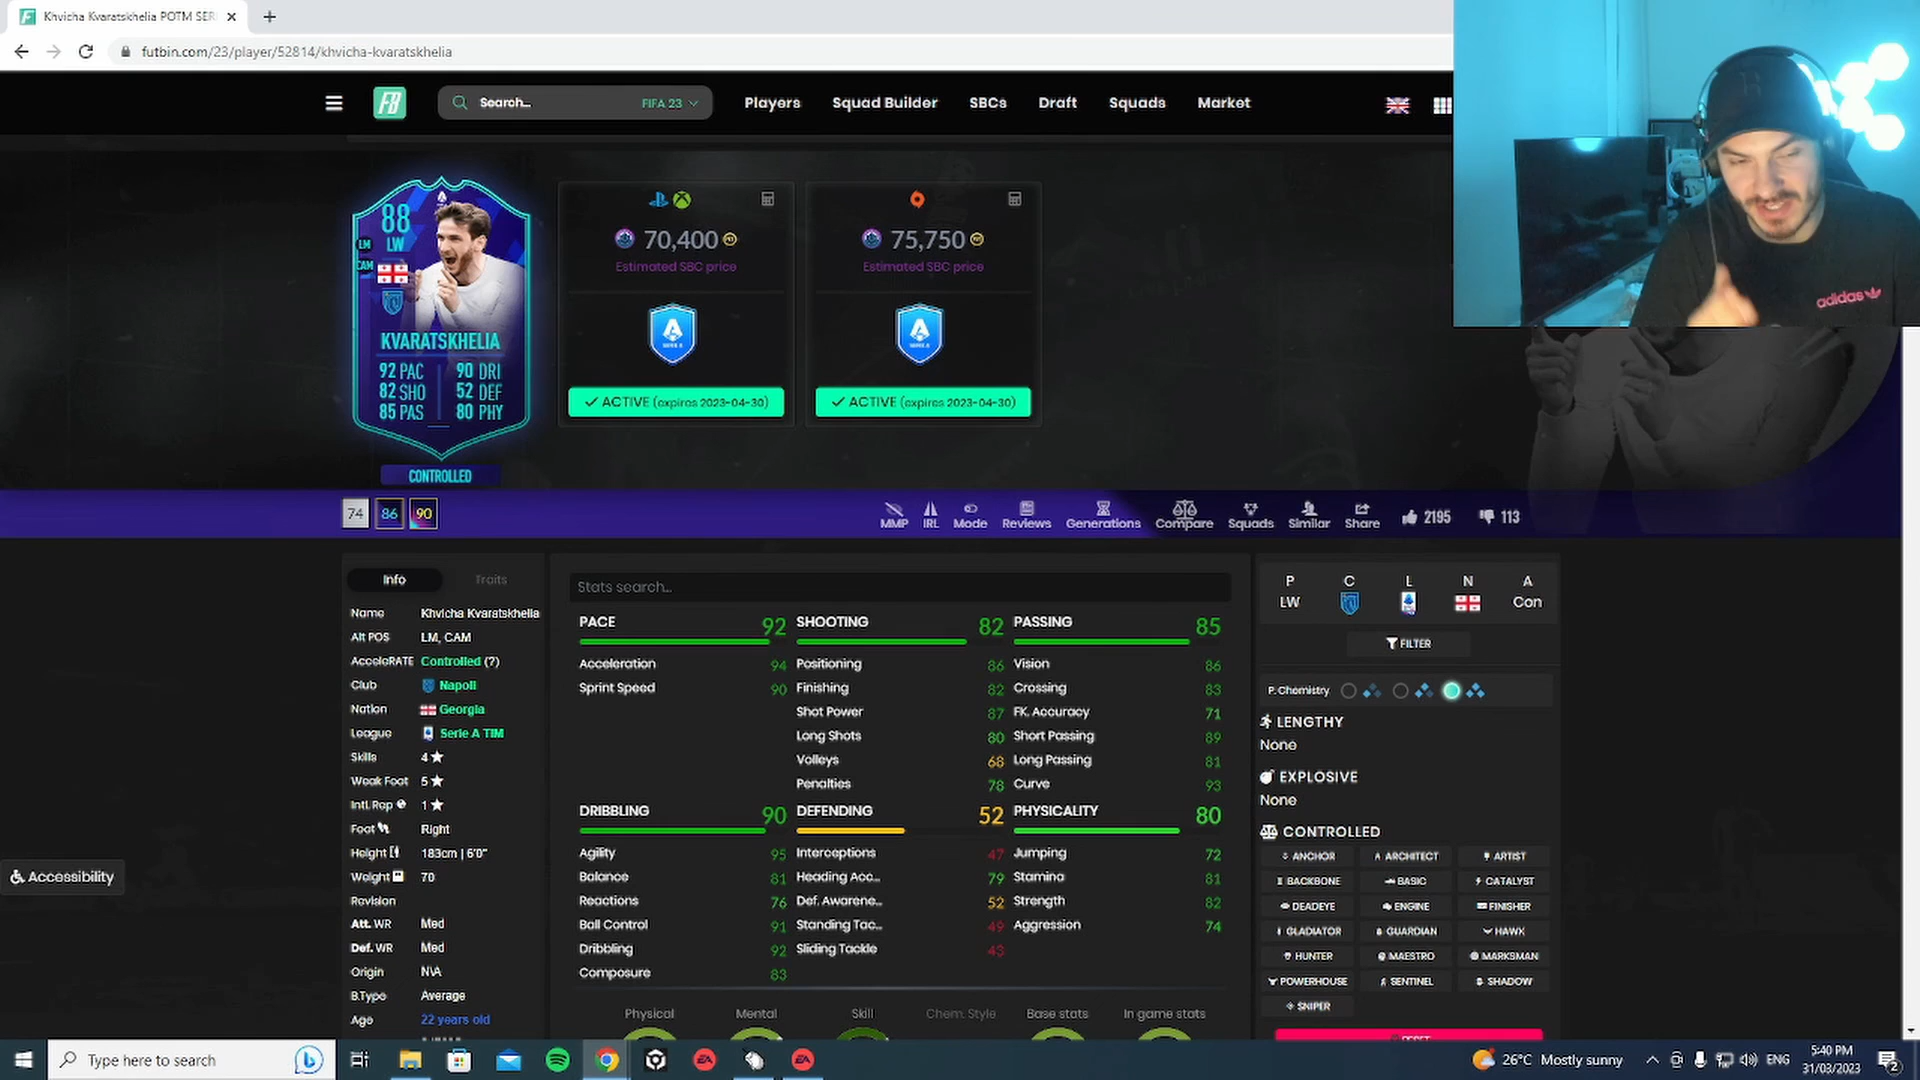 Khvicha Kvaratskhelia POTM SERI
futbin.com/23/player/52814/khvicha-kvaratskhelia
FB Search... FIFA 23 Players Squad Builder SBCs Draft Squads Market
88
LW
LM
CAM
KVARATSKHELIA
92 PAC 90 DRI
82 SHO 52 DEF
85 PAS 80 PHY
CONTROLLED
70,400
Estimated SBC price
SERIE A
ACTIVE (expires 2023-04-30)
75,750
Estimated SBC price
SERIE A
ACTIVE (expires 2023-04-30)
adidas
74 86 90
MMP IRL Mode Reviews Generations Compare Squads Similar Share 2195 113
Info Traits
Name Khvicha Kvaratskhelia
Alt POS LM, CAM
AcceleRATE Controlled (?)
Club Napoli
Nation Georgia
League Serie A TIM
Skills 4
Weak Foot 5
Intl.Rep 1
Foot Right
Height 183cm | 6'0"
Weight 70
Revision
Att. WR Med
Def. WR Med
Origin N\A
B.Type Average
Age 22 years old
Stats search...
PACE 92
Acceleration 94
Sprint Speed 90
SHOOTING 82
Positioning 86
Finishing 82
Shot Power 87
Long Shots 80
Volleys 68
Penalties 78
PASSING 85
Vision 86
Crossing 83
FK. Accuracy 71
Short Passing 89
Long Passing 81
Curve 93
DRIBBLING 90
Agility 95
Balance 81
Reactions 76
Ball Control 91
Dribbling 92
Composure 83
DEFENDING 52
Interceptions 47
Heading Acc... 79
Def. Awarene... 52
Standing Tac... 49
Sliding Tackle 43
PHYSICALITY 80
Jumping 72
Stamina 81
Strength 82
Aggression 74
Physical Mental Skill Chem. Style Base stats In game stats
P C L N A
LW Con
FILTER
P. Chemistry
LENGTHY
None
EXPLOSIVE
None
CONTROLLED
ANCHOR ARCHITECT ARTIST
BACKBONE BASIC CATALYST
DEADEYE ENGINE FINISHER
GLADIATOR GUARDIAN HAWK
HUNTER MAESTRO MARKSMAN
POWERHOUSE SENTINEL SHADOW
SNIPER
Accessibility
Type here to search
EA
EA
26°C Mostly sunny
ENG
5:40 PM
31/03/2023
2